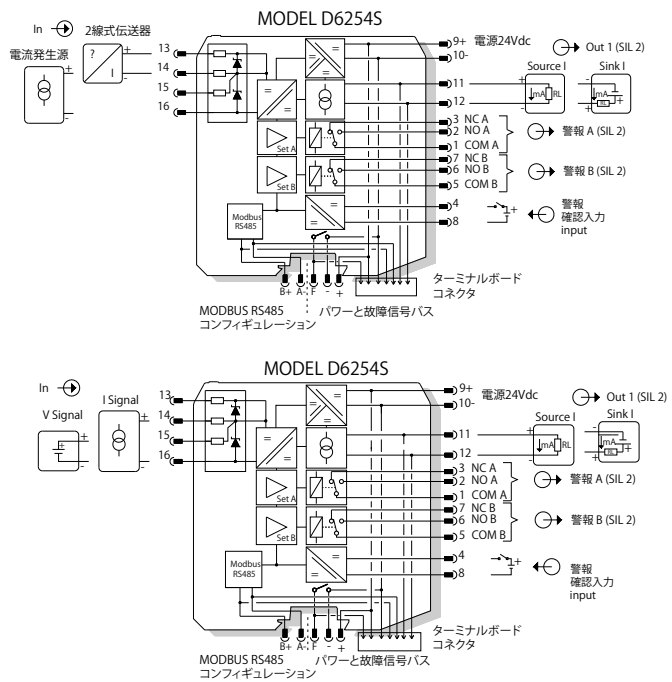 MODEL D6254S
In
2線式伝送器
電流発生源
+
-
?
I
+
-
13
14
15
16
=
=
=
=
Set A
Set B
Modbus
RS485
=
=
9+ 電源24Vdc
10-
Out 1 (SIL 2)
Source I
Sink I
11
12
+
-
mA RL
+
-
mA
RL
3 NC A
2 NO A
1 COM A
警報 A (SIL 2)
7 NC B
6 NO B
5 COM B
警報 B (SIL 2)
4
8
+
警報
確認入力
input
B+ A- F - +
ターミナルボード
コネクタ
MODBUS RS485
コンフィギュレーション
パワーと故障信号バス
MODEL D6254S
In
V Signal
I Signal
+
-
+
-
13
14
15
16
=
=
=
=
Set A
Set B
Modbus
RS485
=
=
9+ 電源24Vdc
10-
Out 1 (SIL 2)
Source I
Sink I
11
12
+
-
mA RL
+
-
mA
RL
3 NC A
2 NO A
1 COM A
警報 A (SIL 2)
7 NC B
6 NO B
5 COM B
警報 B (SIL 2)
4
8
+
警報
確認入力
input
B+ A- F - +
ターミナルボード
コネクタ
MODBUS RS485
コンフィギュレーション
パワーと故障信号バス